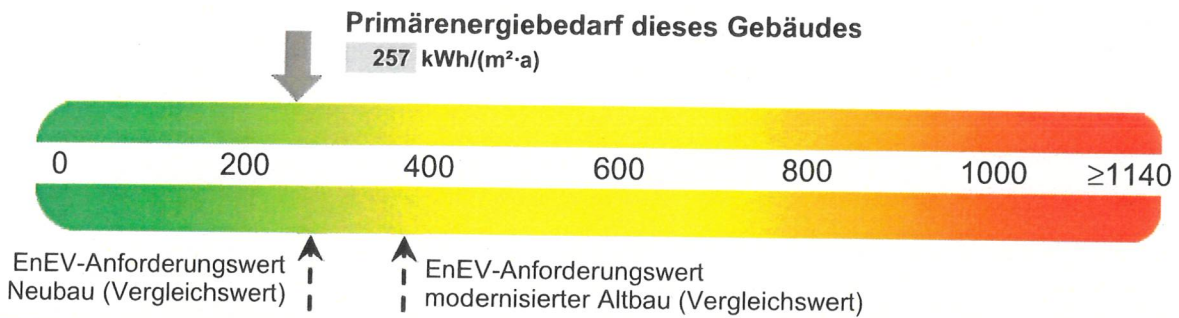 Primärenergiebedarf dieses Gebäudes
257 kWh/(m²·a)
0 200 400 600 800 1000 ≥1140
EnEV-Anforderungswert
Neubau (Vergleichswert)
EnEV-Anforderungswert
modernisierter Altbau (Vergleichswert)